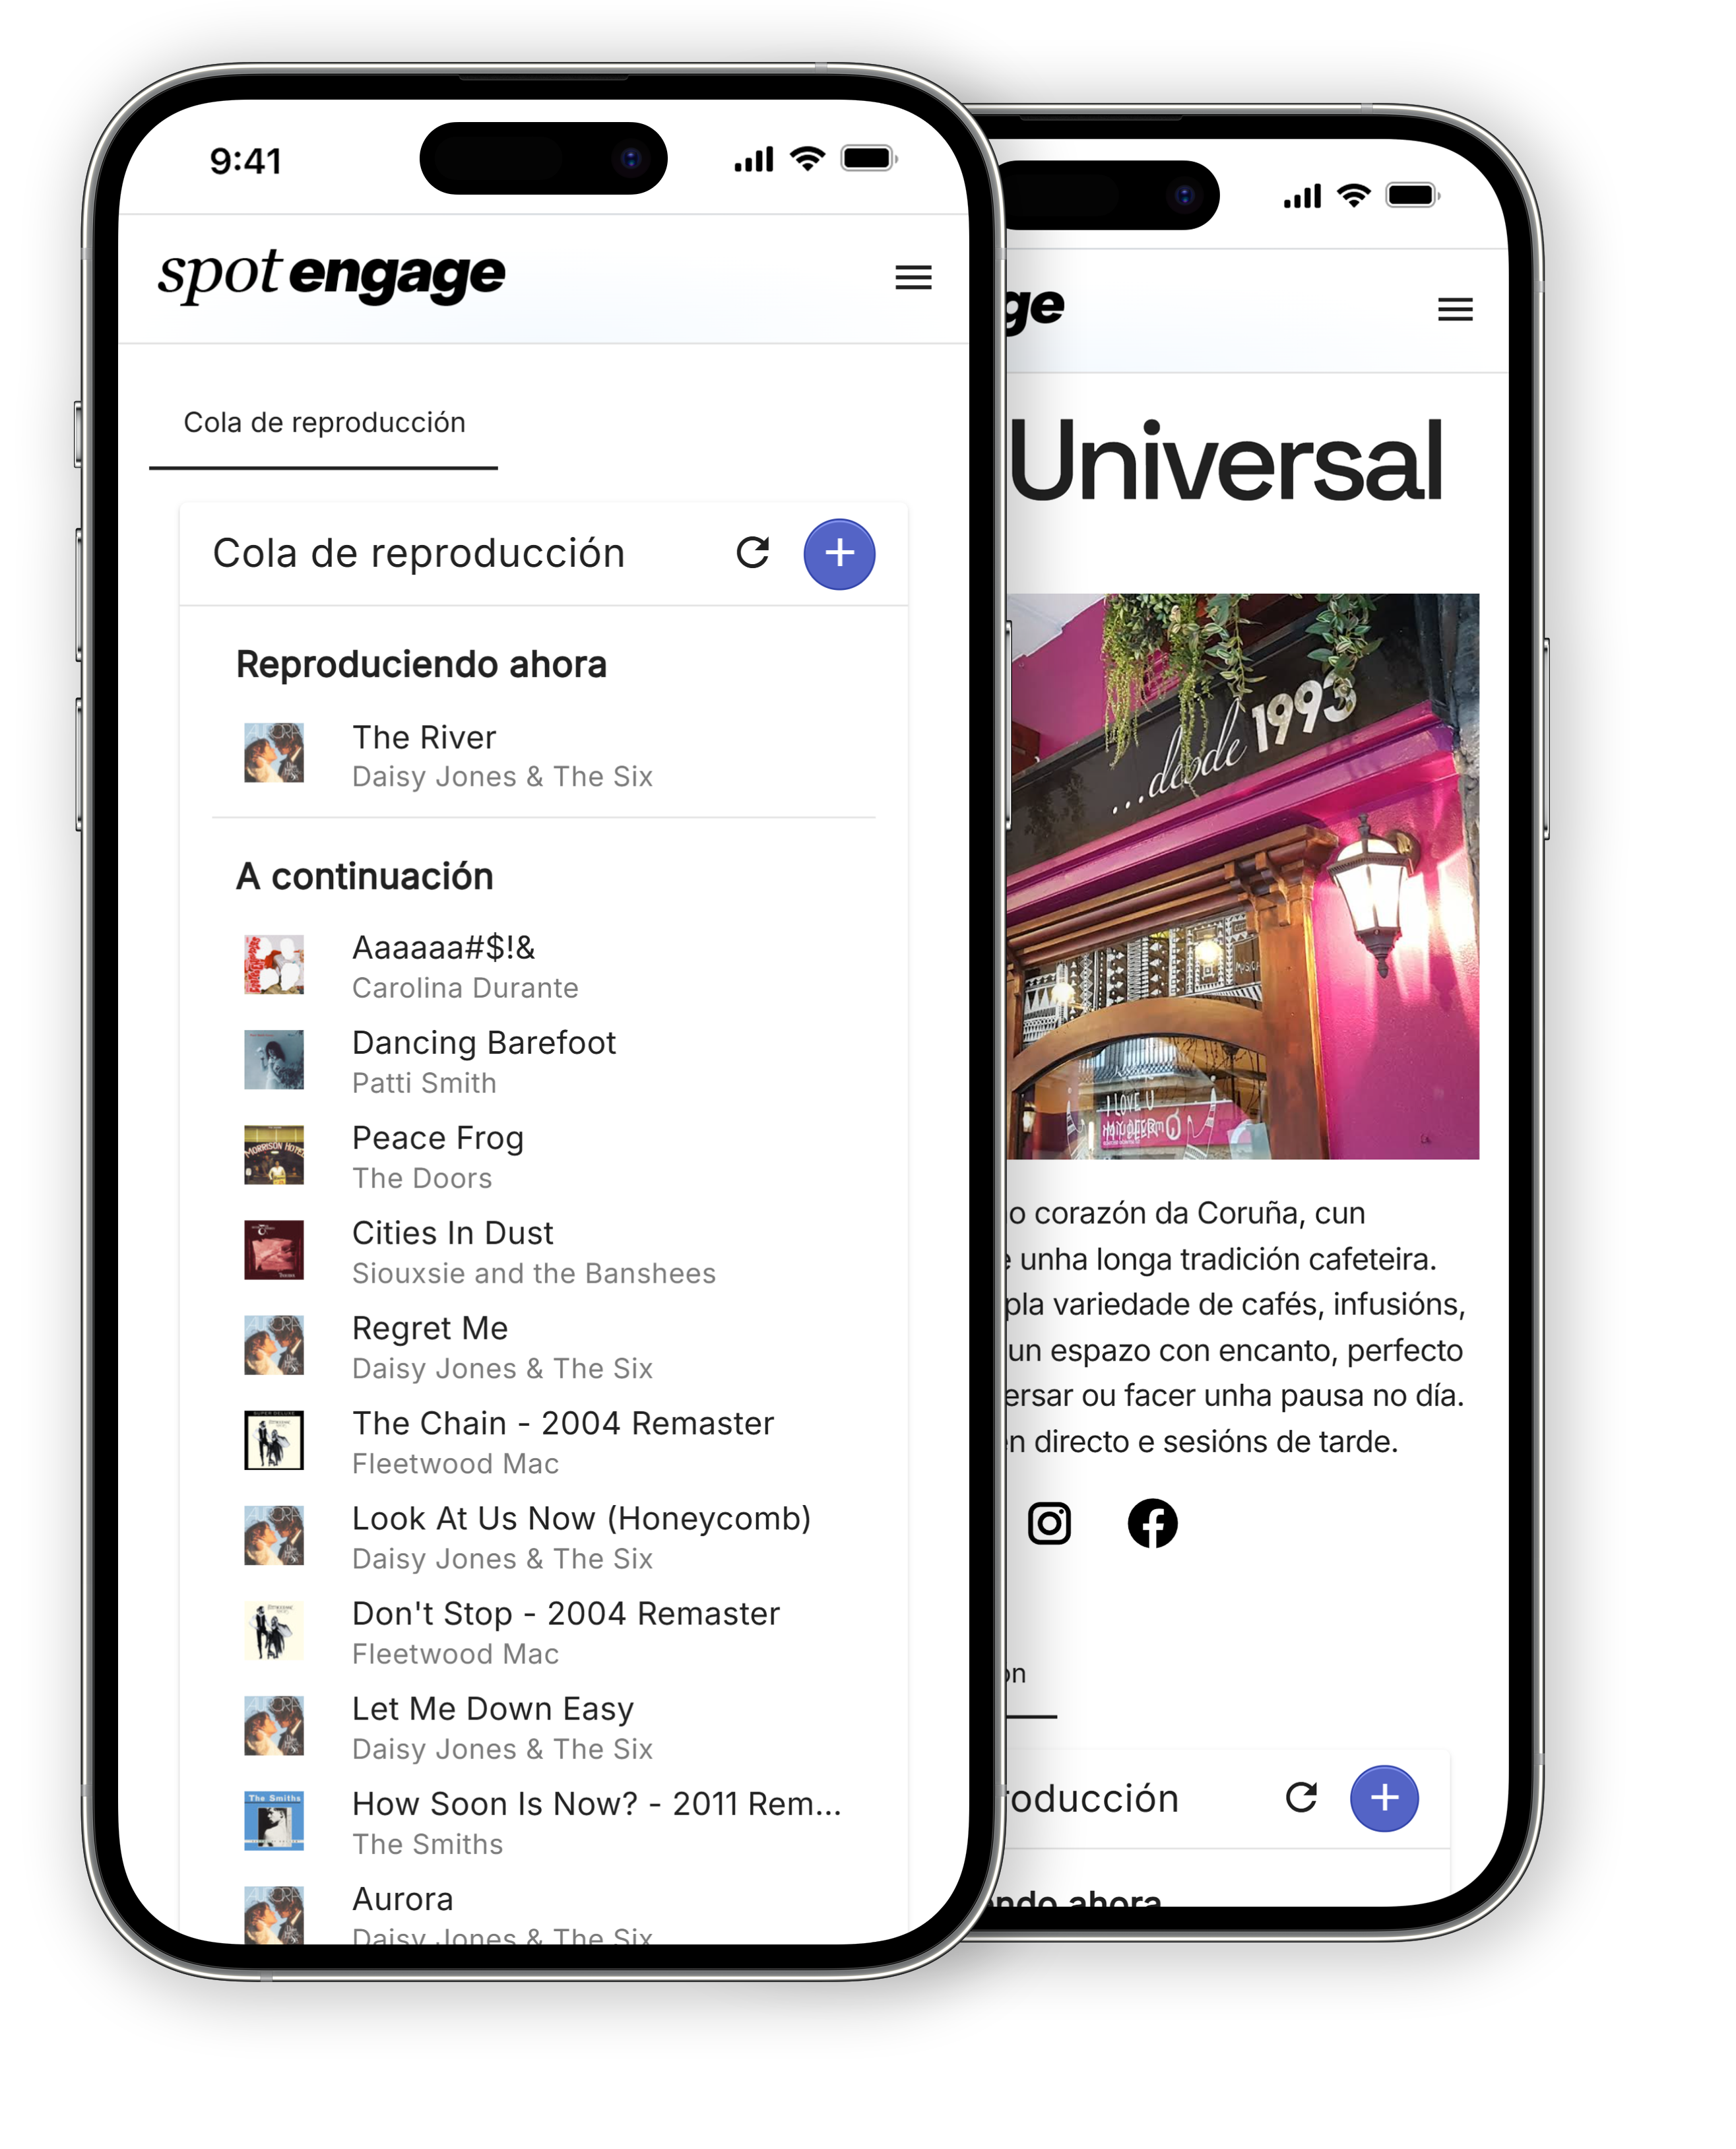 9:41
spot engage
Cola de reproducción
Cola de reproducción
Reproduciendo ahora
The River
Daisy Jones & The Six
A continuación
Aaaaaa#$!&
Carolina Durante
Dancing Barefoot
Patti Smith
Peace Frog
The Doors
MORRISON HOTEL
Cities In Dust
Siouxsie and the Banshees
Regret Me
Daisy Jones & The Six
The Chain - 2004 Remaster
Fleetwood Mac
Look At Us Now (Honeycomb)
Daisy Jones & The Six
Don't Stop - 2004 Remaster
Fleetwood Mac
Let Me Down Easy
Daisy Jones & The Six
The Smiths
How Soon Is Now? - 2011 Rem...
The Smiths
Aurora
Daisy Jones & The Six
ge
Universal
...desde 1993
I LOVE U
o corazón da Coruña, cun
e unha longa tradición cafeteira.
pla variedade de cafés, infusións,
un espazo con encanto, perfecto
ersar ou facer unha pausa no día.
n directo e sesións de tarde.
ón
roducción
ndo ahora